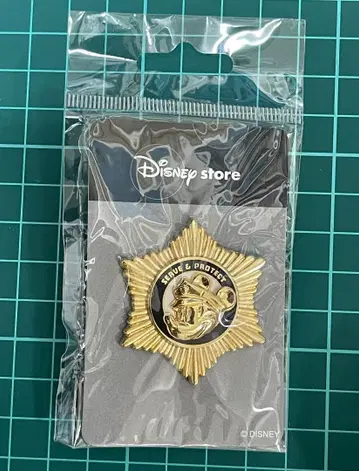 Disney store
SERVE & PROTECT
© DISNEY